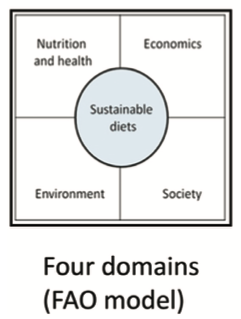 Nutrition
and health
Economics
Sustainable
diets
Environment
Society
Four domains
(FAO model)